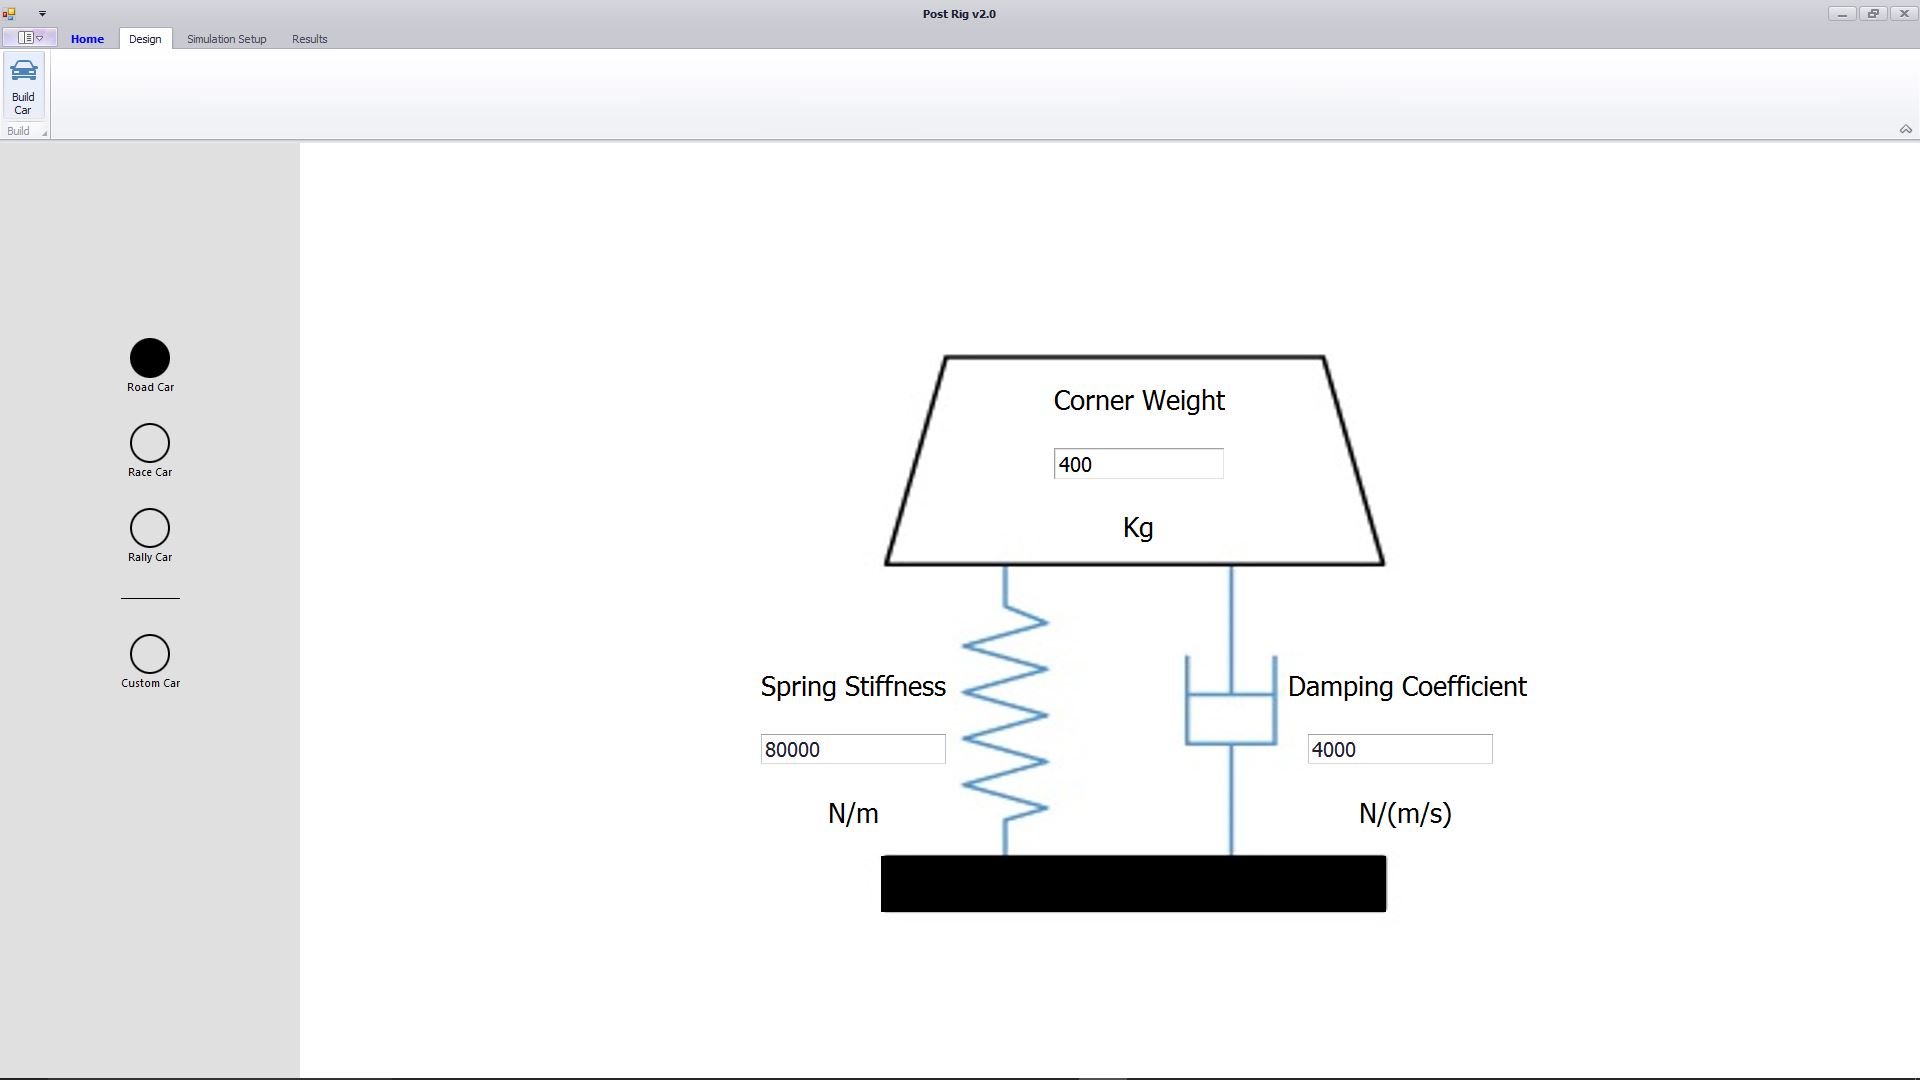 Post Rig v2.0
Home
Design
Simulation Setup
Results
Build
Car
Build
Road Car
Race Car
Rally Car
Custom Car
Corner Weight
400
Kg
Spring Stiffness
80000
N/m
Damping Coefficient
4000
N/(m/s)